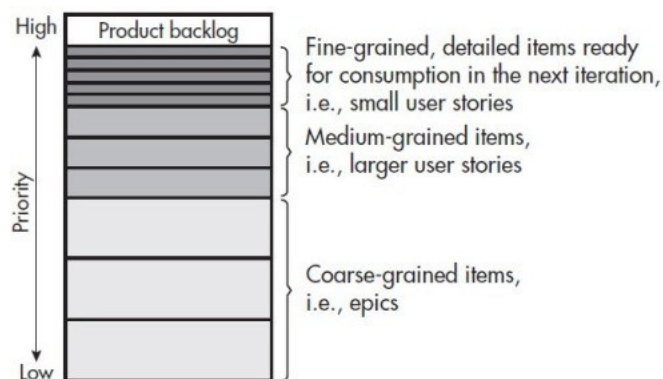 High
Product backlog
Fine-grained, detailed items ready
for consumption in the next iteration,
i.e., small user stories
Medium-grained items,
i.e., larger user stories
Priority
Coarse-grained items,
i.e., epics
Low